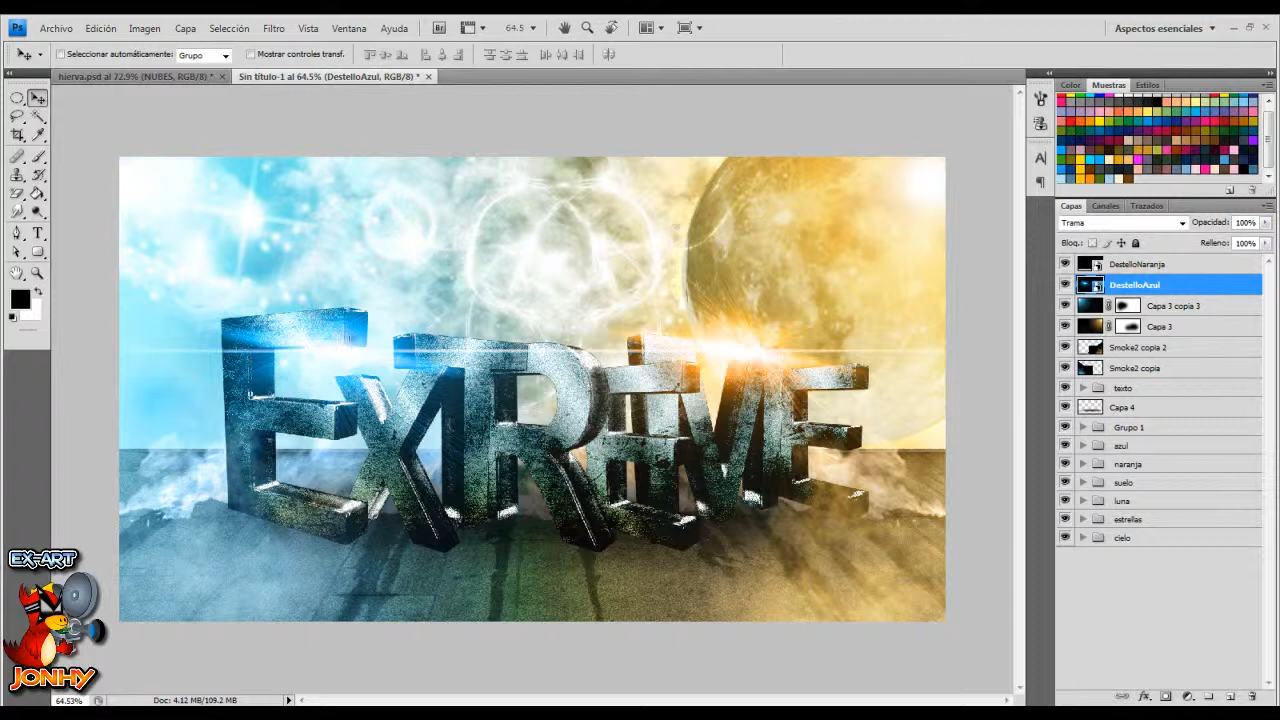 Ps Archivo Edición Imagen Capa Selección Filtro Vista Ventana Ayuda Br 64.5 Aspectos esenciales
Seleccionar automáticamente: Grupo Mostrar controles transf.
hierva.psd al 72.9% (NUBES, RGB/8) * Sin título-1 al 64.5% (DestelloAzul, RGB/8) *
Color Muestras Estilos
Capas Canales Trazados
Trama Opacidad: 100%
Bloq.: Relleno: 100%
DestelloNaranja
DestelloAzul
Capa 3 copia 3
Capa 3
Smoke2 copia 2
Smoke2 copia
texto
Capa 4
Grupo 1
azul
naranja
suelo
luna
estrellas
cielo
EXTREME
EX-ART
JONHY
64.53% Doc: 4.12 MB/109.2 MB